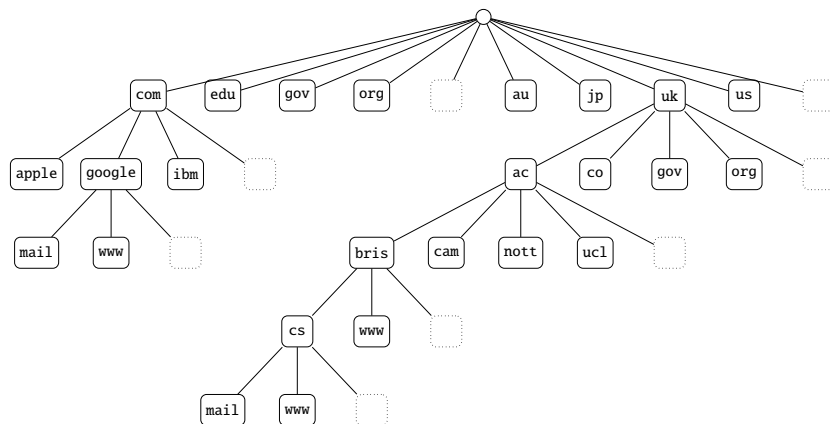 com edu gov org au jp uk us
apple google ibm ac co gov org
mail www bris cam nott ucl
cs www
mail www